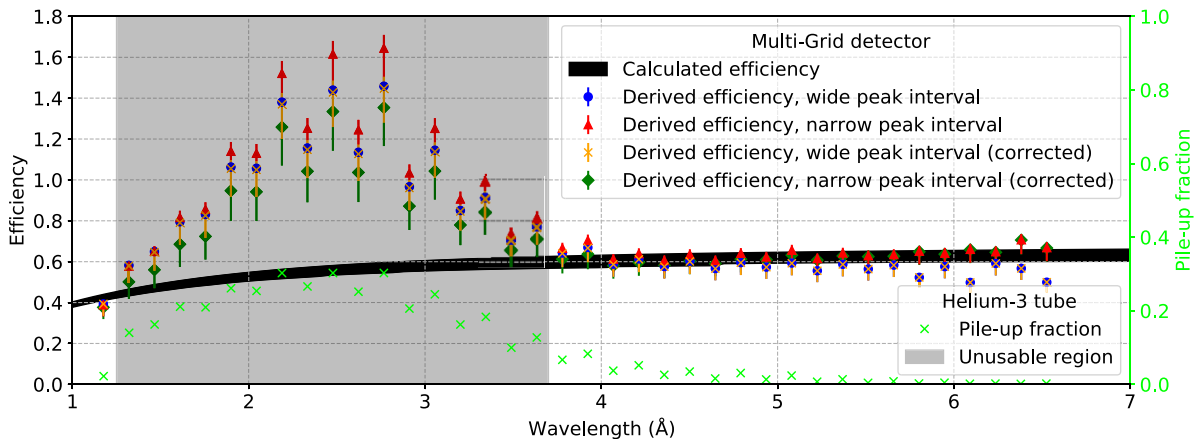 1.8
1.6
1.4
1.2
1.0
0.8
0.6
0.4
0.2
0.0
Efficiency
1
2
3
4
5
6
7
Wavelength (Å)
1.0
0.8
0.6
0.4
0.2
0.0
Pile-up fraction
Multi-Grid detector
Calculated efficiency
Derived efficiency, wide peak interval
Derived efficiency, narrow peak interval
Derived efficiency, wide peak interval (corrected)
Derived efficiency, narrow peak interval (corrected)
Helium-3 tube
Pile-up fraction
Unusable region